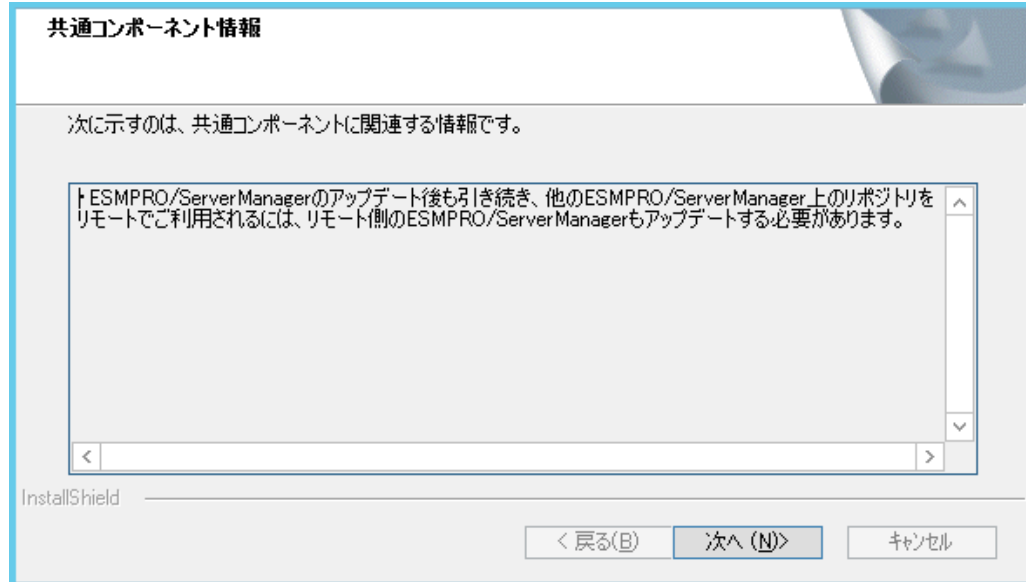 共通コンポーネント情報
次に示すのは、共通コンポーネントに関連する情報です。
ESMPRO/ServerManagerのアップデート後も引き続き、他のESMPRO/ServerManager上のリポジトリを
リモートでご利用されるには、リモート側のESMPRO/ServerManagerもアップデートする必要があります。
InstallShield
< 戻る(B)
次へ (N)>
キャンセル